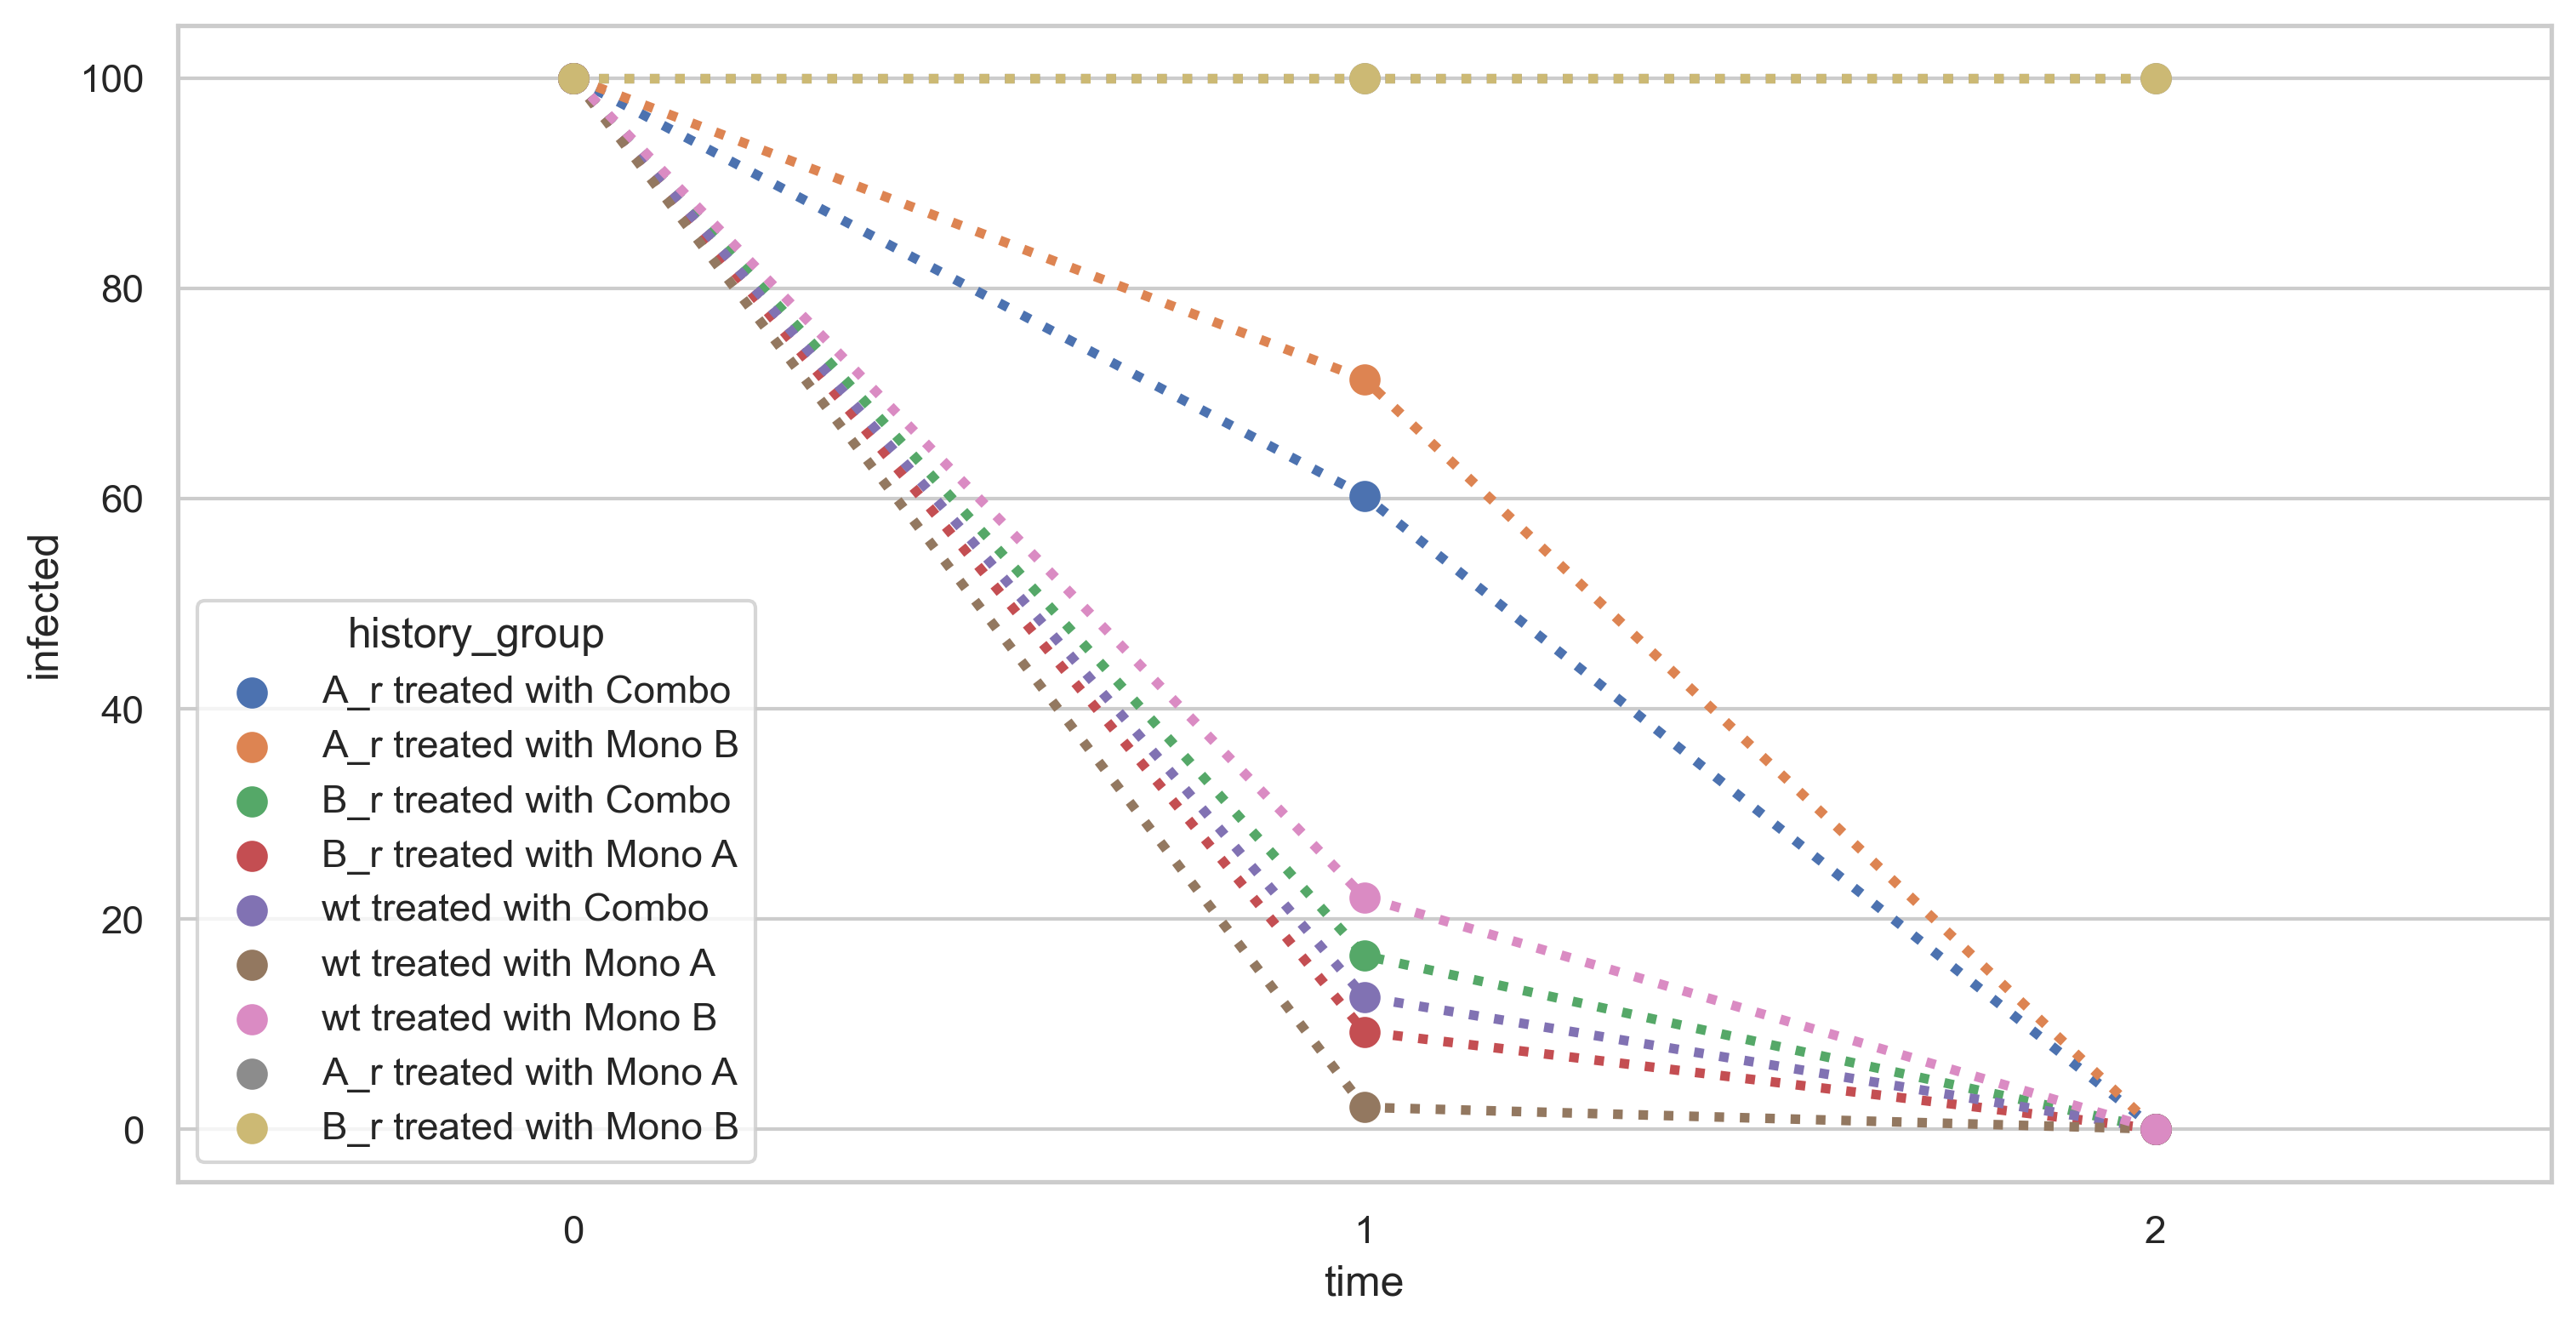 100
80
60
40
20
0
infected
history_group
A_r treated with Combo
A_r treated with Mono B
B_r treated with Combo
B_r treated with Mono A
wt treated with Combo
wt treated with Mono A
wt treated with Mono B
A_r treated with Mono A
B_r treated with Mono B
0 1 2
time